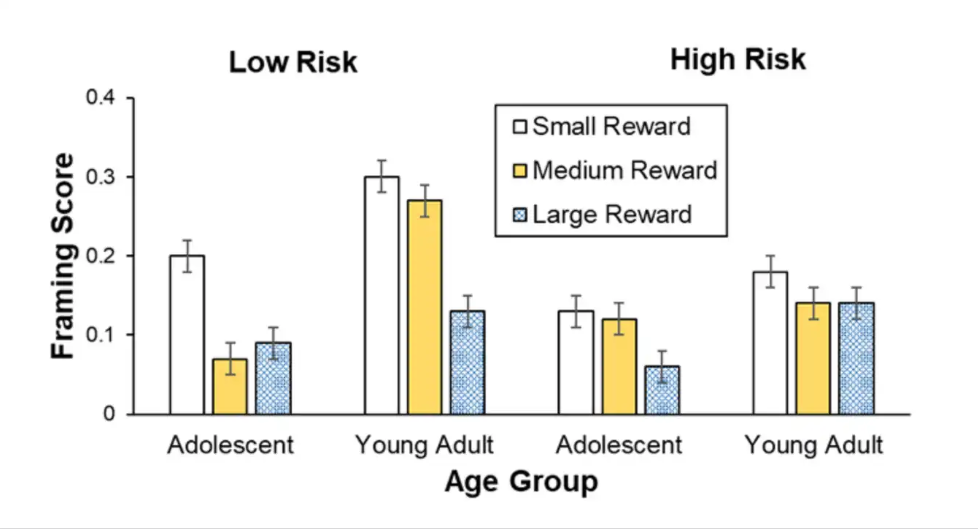 Low Risk
High Risk
Framing Score
0.4
0.3
0.2
0.1
0
Small Reward
Medium Reward
Large Reward
Adolescent
Young Adult
Adolescent
Young Adult
Age Group